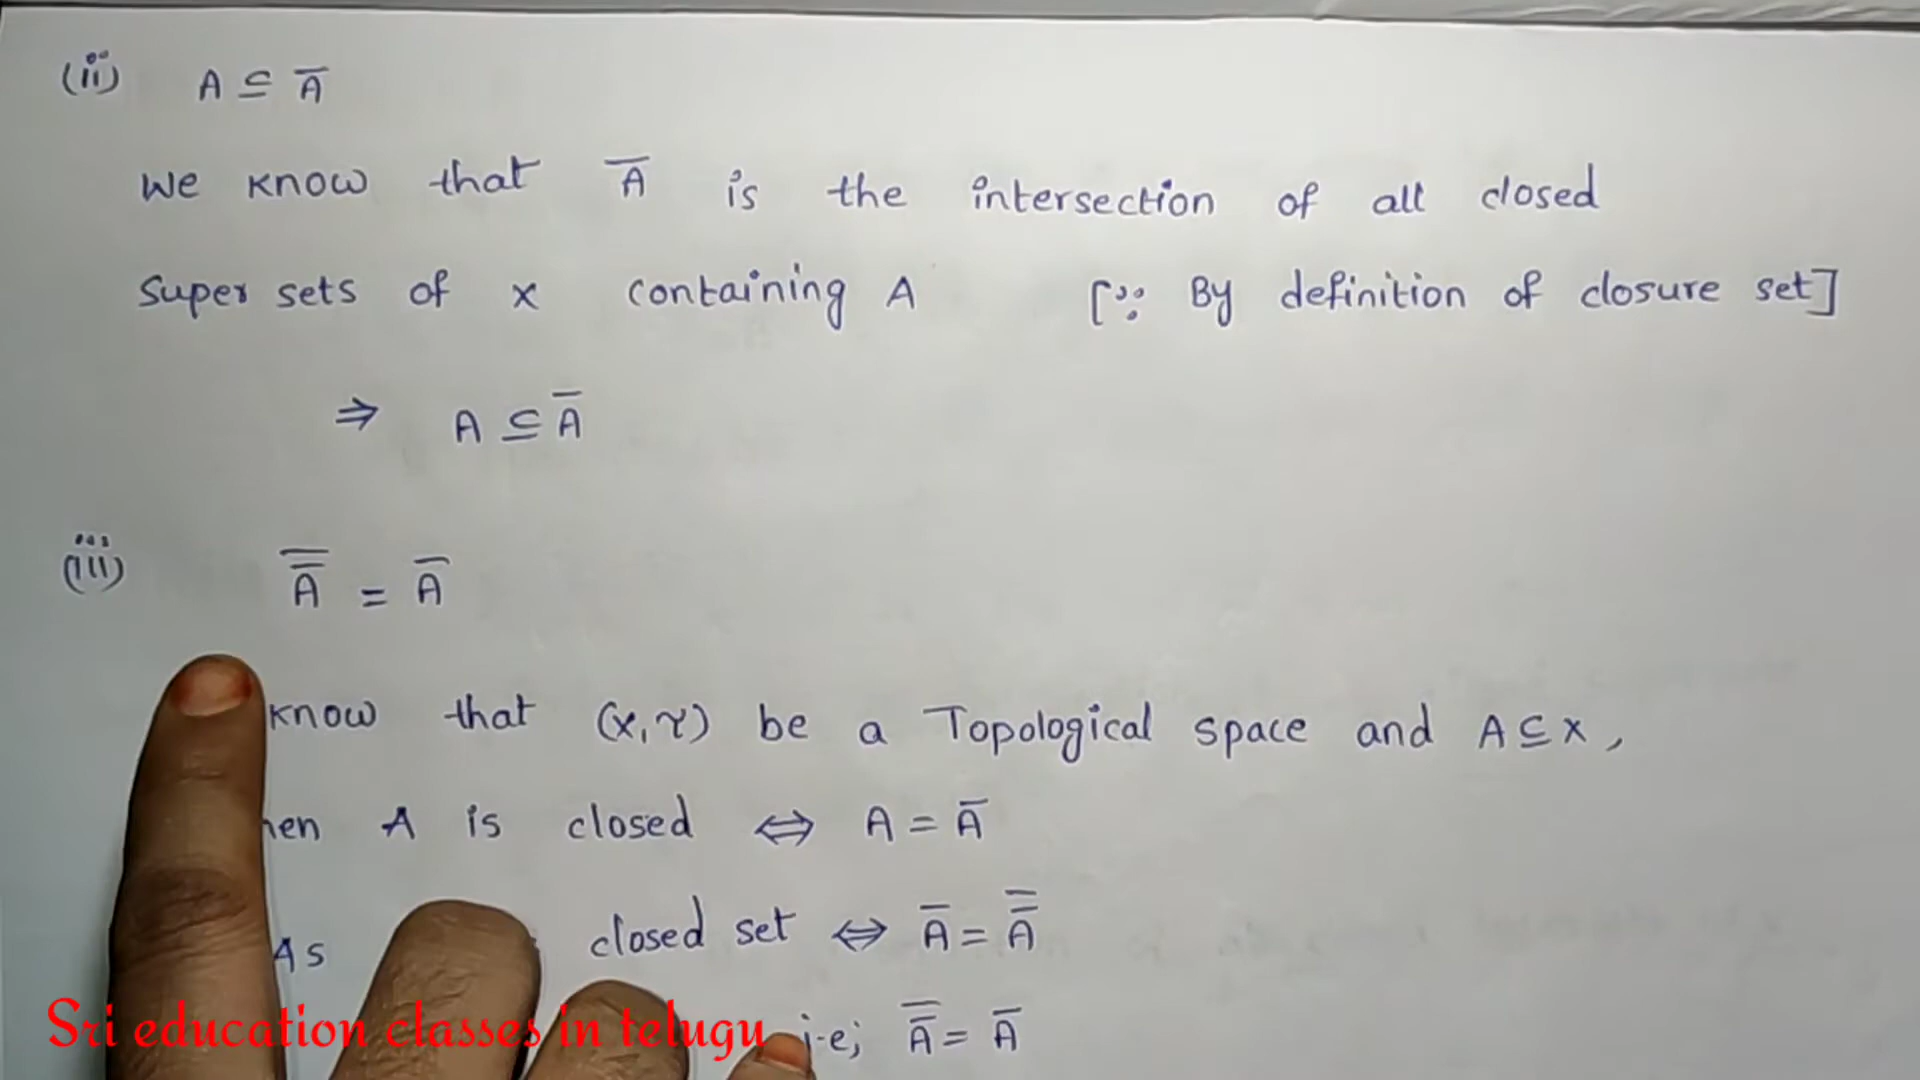 (ii) A ⊆ A̅
We know that A̅ is the intersection of all closed
Super sets of x containing A [∵ By definition of closure set]
⇒ A ⊆ A̅
(iii) A̿ = A̅
know that (x,τ) be a Topological space and A⊆x,
A is closed ⇔ A = A̅
As closed set ⇔ A̅ = A̿
i.e; A̿ = A̅
Sri education classes in telugu